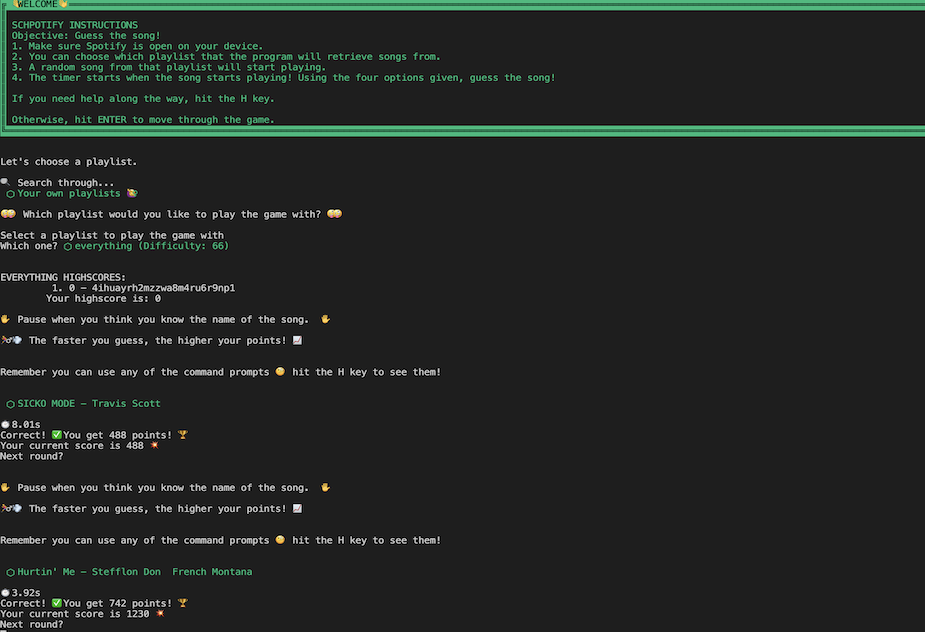 WELCOME
SCHPOTIFY INSTRUCTIONS
Objective: Guess the song!
1. Make sure Spotify is open on your device.
2. You can choose which playlist that the program will retrieve songs from.
3. A random song from that playlist will start playing.
4. The timer starts when the song starts playing! Using the four options given, guess the song!
If you need help along the way, hit the H key.
Otherwise, hit ENTER to move through the game.
Let's choose a playlist.
Search through...
Your own playlists
Which playlist would you like to play the game with?
Select a playlist to play the game with
Which one? everything (Difficulty: 66)
EVERYTHING HIGHSCORES:
1. 0 – 4ihuayrh2mzzwa8m4ru6r9np1
Your highscore is: 0
Pause when you think you know the name of the song.
The faster you guess, the higher your points!
Remember you can use any of the command prompts hit the H key to see them!
SICKO MODE – Travis Scott
8.01s
Correct! You get 488 points!
Your current score is 488
Next round?
Pause when you think you know the name of the song.
The faster you guess, the higher your points!
Remember you can use any of the command prompts hit the H key to see them!
Hurtin' Me – Stefflon Don  French Montana
3.92s
Correct! You get 742 points!
Your current score is 1230
Next round?